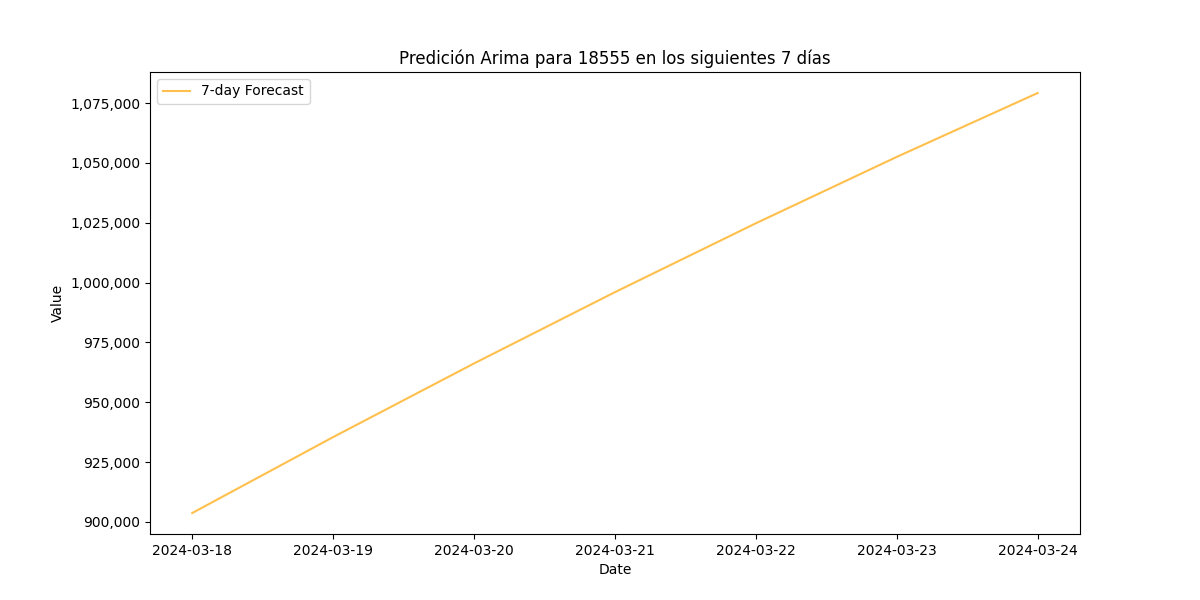 Predición Arima para 18555 en los siguientes 7 días
7-day Forecast
1,075,000
1,050,000
1,025,000
1,000,000
975,000
950,000
925,000
900,000
Value
2024-03-18 2024-03-19 2024-03-20 2024-03-21 2024-03-22 2024-03-23 2024-03-24
Date